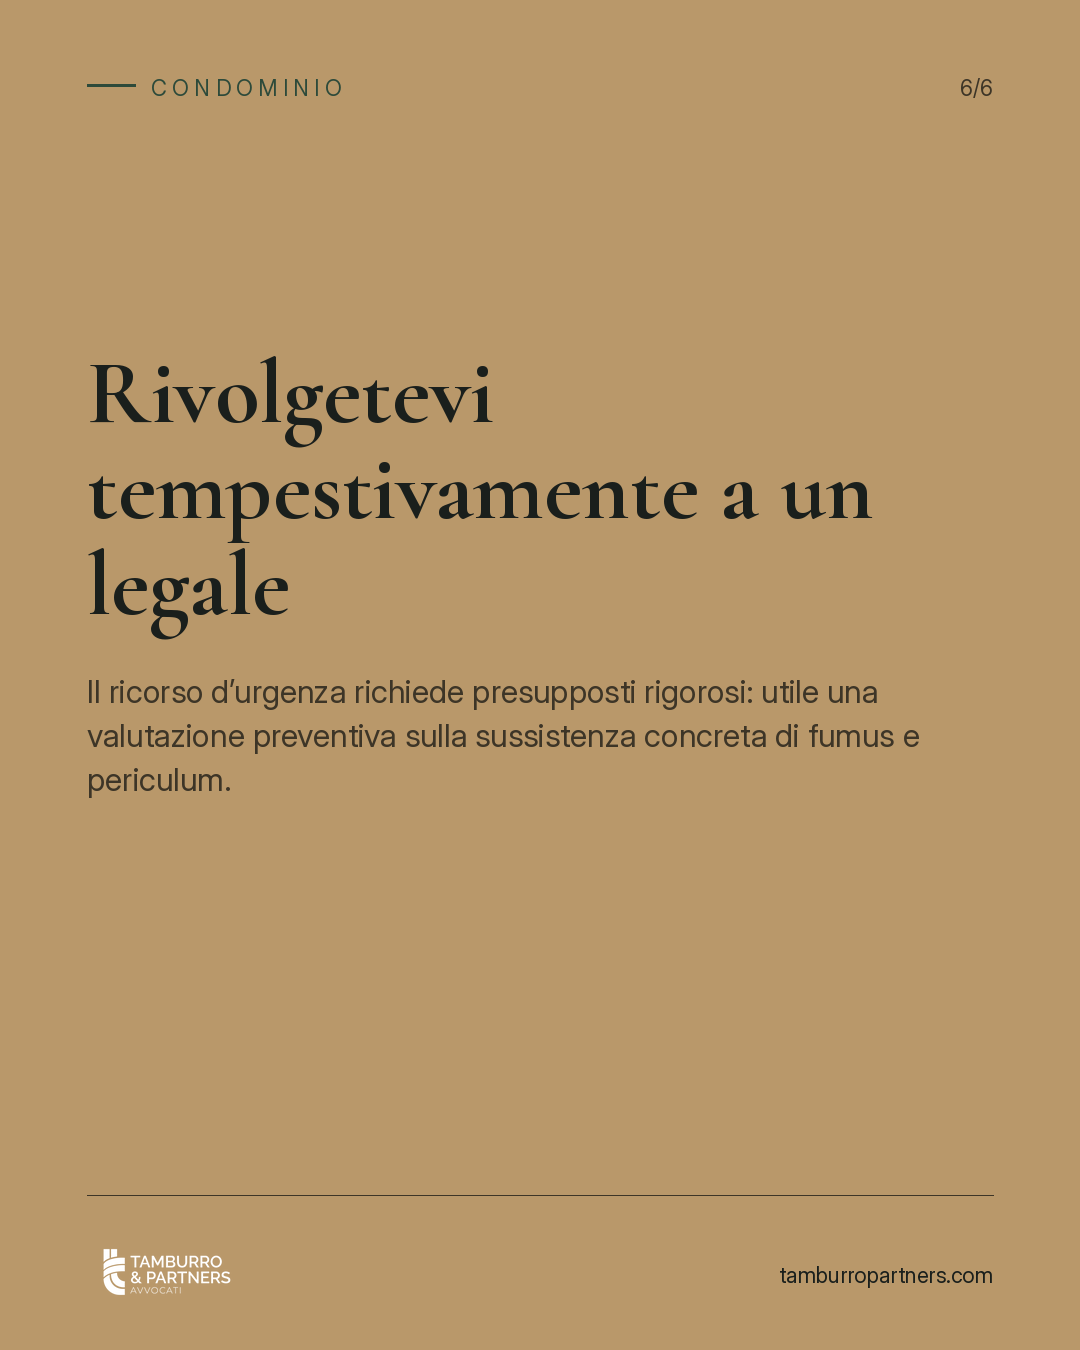 CONDOMINIO
6/6
Rivolgetevi
tempestivamente a un
legale
Il ricorso d’urgenza richiede presupposti rigorosi: utile una
valutazione preventiva sulla sussistenza concreta di fumus e
periculum.
TAMBURRO
& PARTNERS
AVVOCATI
tamburropartners.com